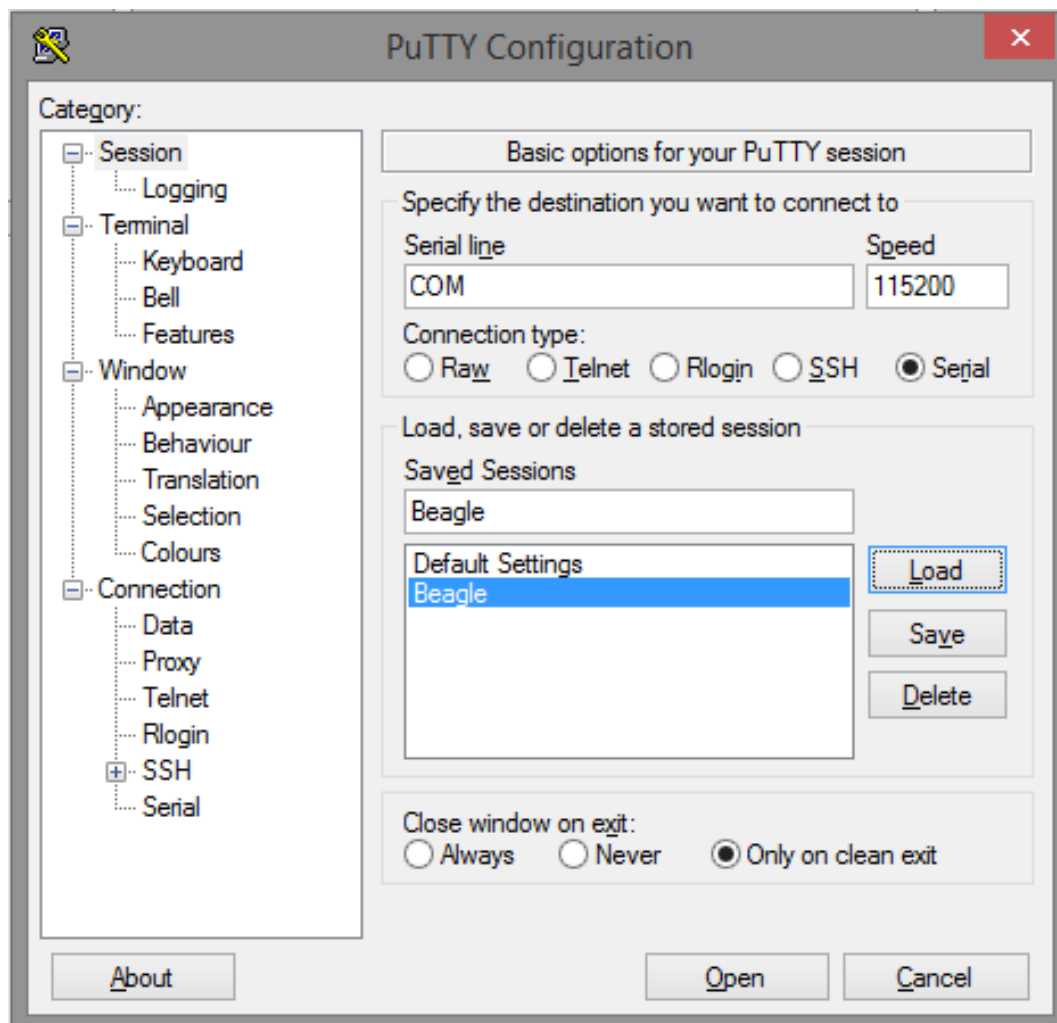 PuTTY Configuration
Category:
Session
Logging
Terminal
Keyboard
Bell
Features
Window
Appearance
Behaviour
Translation
Selection
Colours
Connection
Data
Proxy
Telnet
Rlogin
SSH
Serial
Basic options for your PuTTY session
Specify the destination you want to connect to
Serial line Speed
COM 115200
Connection type:
Raw Telnet Rlogin SSH Serial
Load, save or delete a stored session
Saved Sessions
Beagle
Default Settings
Beagle
Load
Save
Delete
Close window on exit:
Always Never Only on clean exit
About Open Cancel